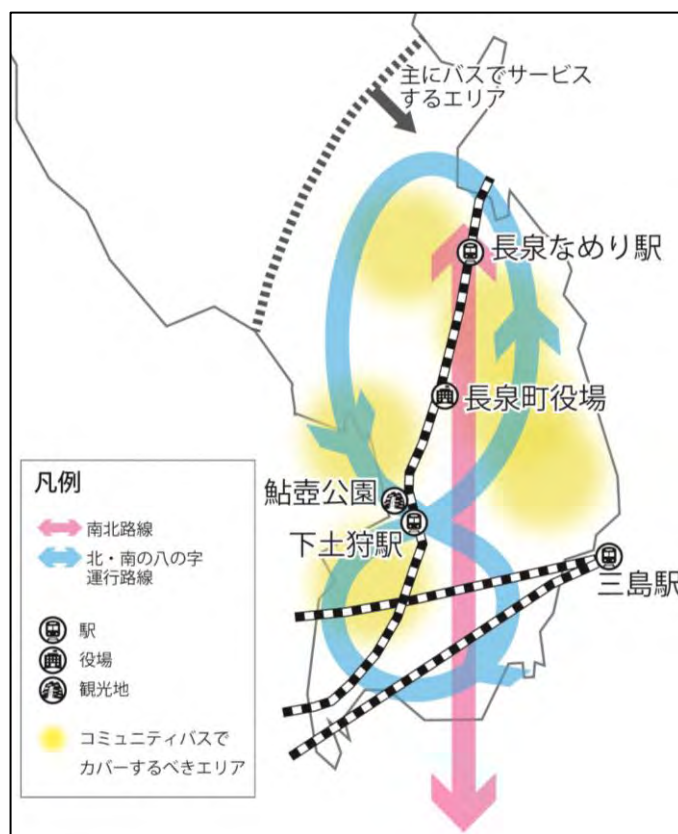 主にバスでサービス
するエリア
長泉なめり駅
長泉町役場
鮎壺公園
下土狩駅
三島駅
凡例
南北路線
北・南の八の字
運行路線
駅
役場
観光地
コミュニティバスで
カバーするべきエリア